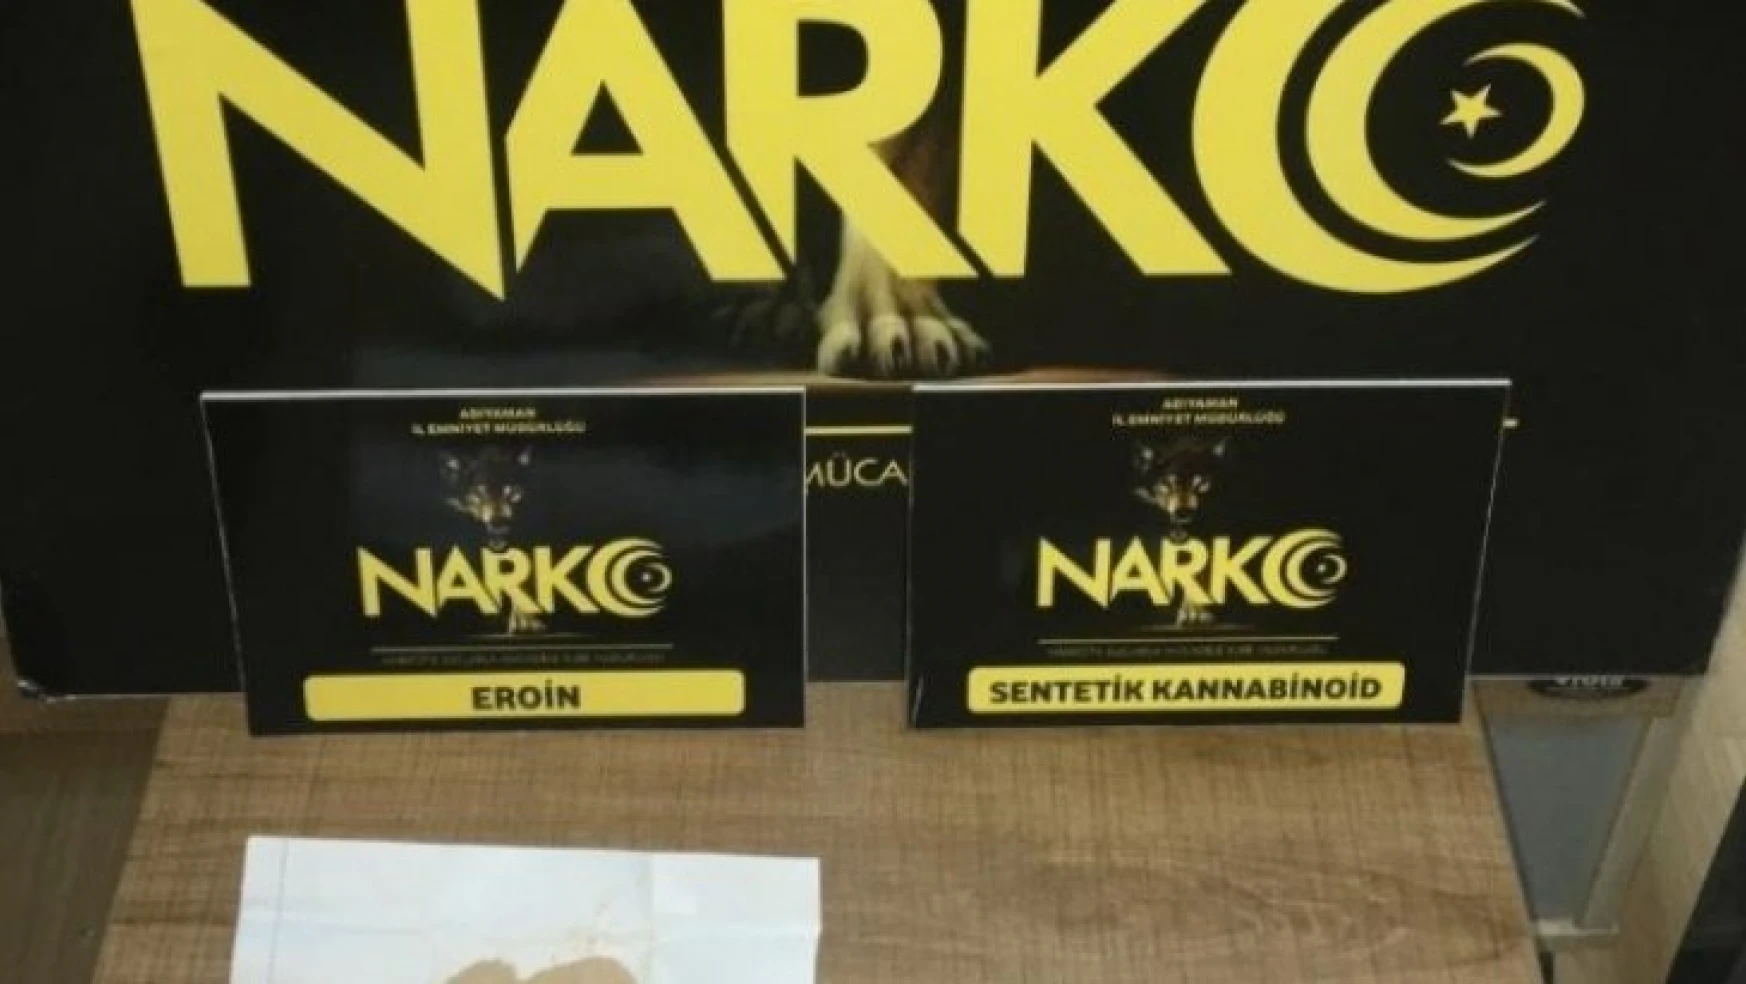 NARKO
ADIYAMAN
İL EMNİYET MÜDÜRLÜĞÜ
NARKO
EROİN
MÜCA
ADIYAMAN
İL EMNİYET MÜDÜRLÜĞÜ
NARKO
SENTETİK KANNABİNOİD